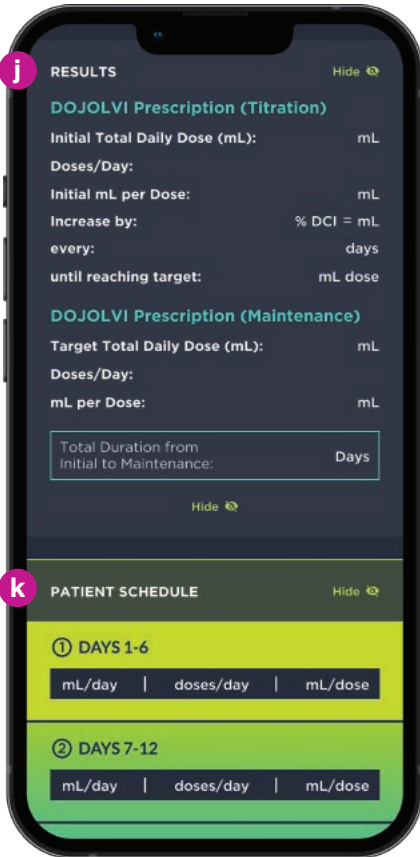 j
RESULTS Hide
DOJOLVI Prescription (Titration)
Initial Total Daily Dose (mL): mL
Doses/Day:
Initial mL per Dose: mL
Increase by: % DCI = mL
every: days
until reaching target: mL dose
DOJOLVI Prescription (Maintenance)
Target Total Daily Dose (mL): mL
Doses/Day:
mL per Dose: mL
Total Duration from
Initial to Maintenance: Days
Hide
k
PATIENT SCHEDULE Hide
1 DAYS 1-6
mL/day | doses/day | mL/dose
2 DAYS 7-12
mL/day | doses/day | mL/dose